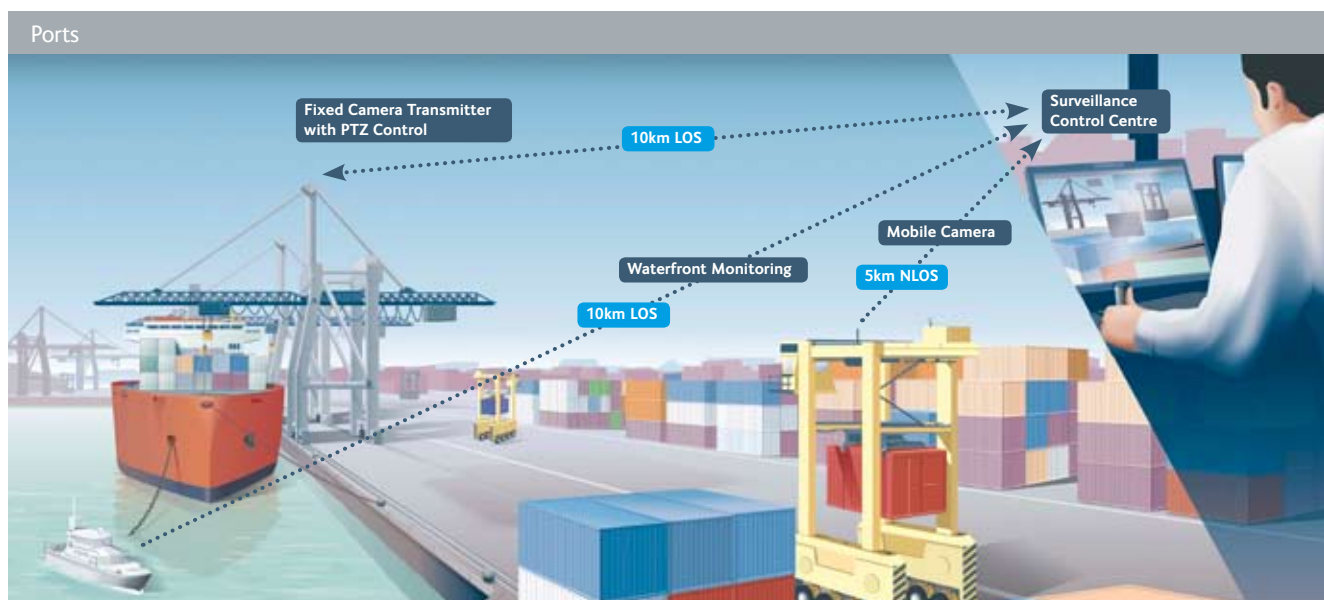 Ports
Fixed Camera Transmitter
with PTZ Control
10km LOS
Surveillance
Control Centre
Mobile Camera
Waterfront Monitoring
5km NLOS
10km LOS